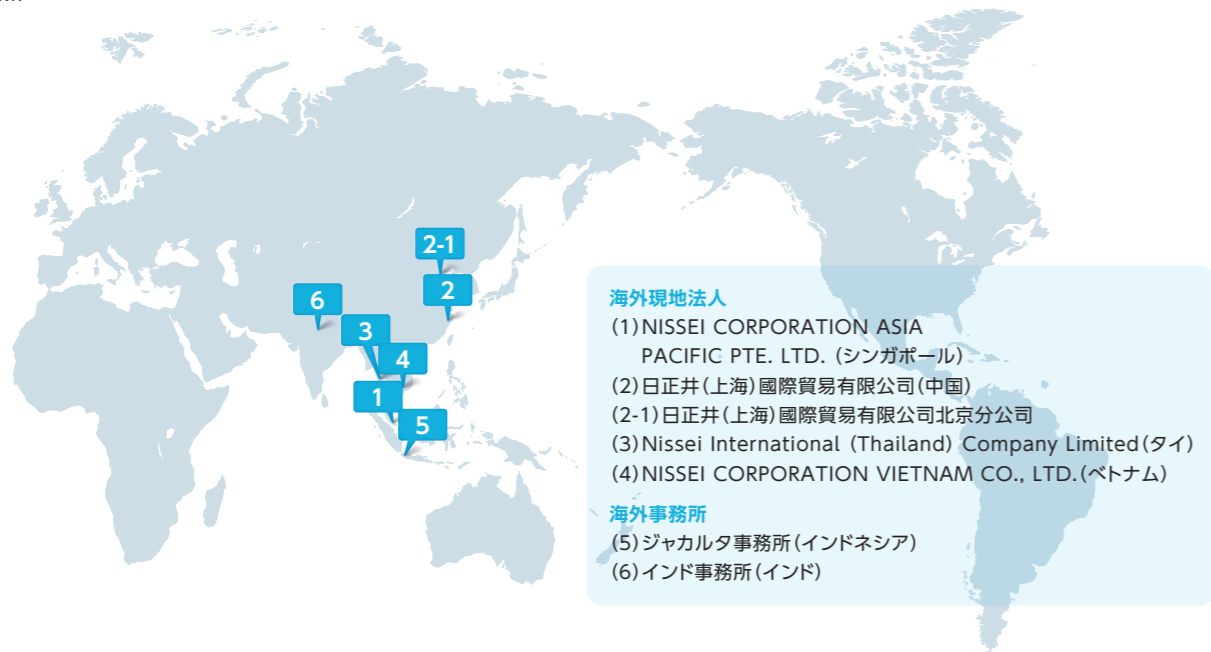 2-1
2
6
3
4
1
5
海外現地法人
(1)NISSEI CORPORATION ASIA
PACIFIC PTE. LTD. (シンガポール)
(2)日正井(上海)國際貿易有限公司(中国)
(2-1)日正井(上海)國際貿易有限公司北京分公司
(3)Nissei International (Thailand) Company Limited(タイ)
(4)NISSEI CORPORATION VIETNAM CO., LTD.(ベトナム)
海外事務所
(5)ジャカルタ事務所(インドネシア)
(6)インド事務所(インド)